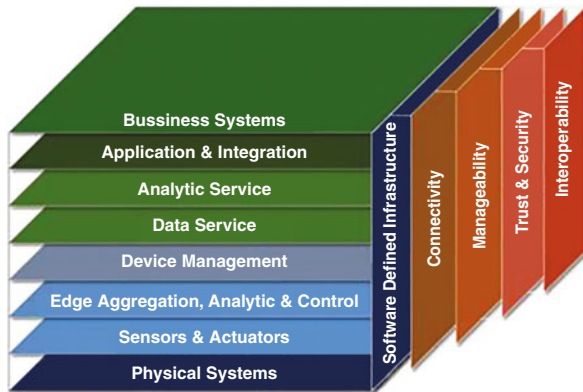 Bussiness Systems
Application & Integration
Analytic Service
Data Service
Device Management
Edge Aggregation, Analytic & Control
Sensors & Actuators
Physical Systems
Software Defined Infrastructure
Connectivity
Manageability
Trust & Security
Interoperability